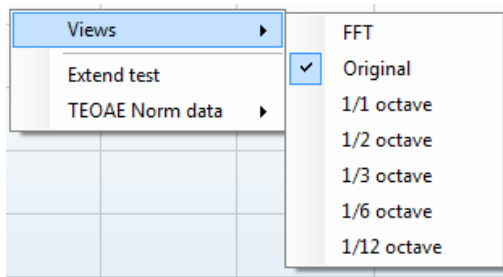 Views
Extend test
TEOAE Norm data
FFT
Original
1/1 octave
1/2 octave
1/3 octave
1/6 octave
1/12 octave